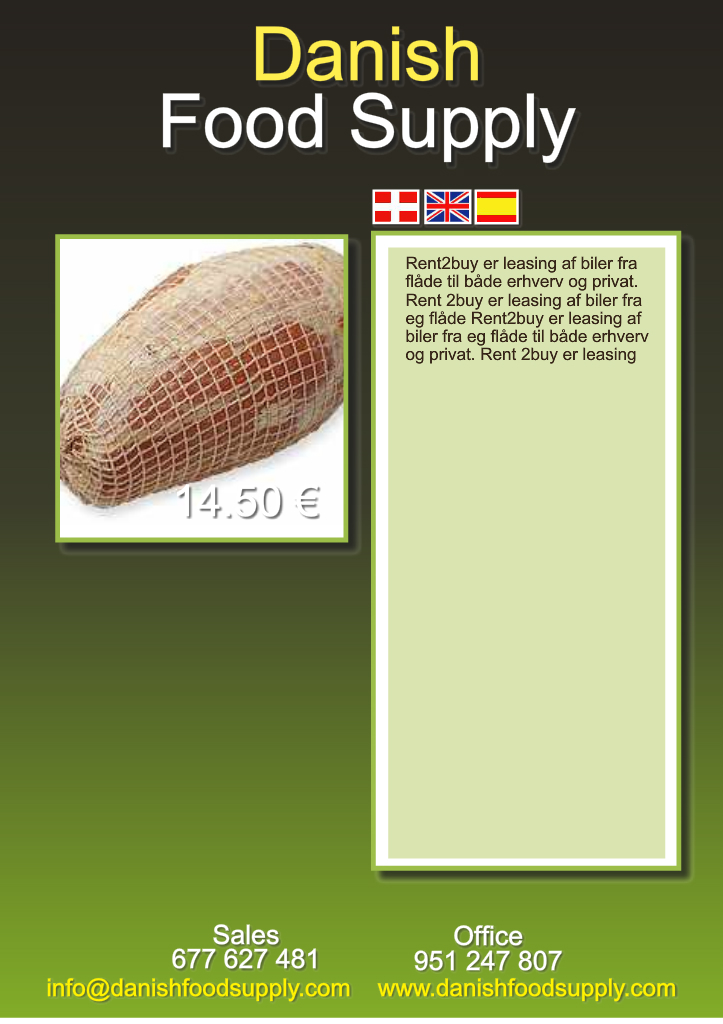 Danish
Food Supply
Rent2buy er leasing af biler fra
flåde til både erhverv og privat.
Rent 2buy er leasing af biler fra
eg flåde Rent2buy er leasing af
biler fra eg flåde til både erhverv
og privat. Rent 2buy er leasing
14.50 €
Sales
677 627 481
info@danishfoodsupply.com
Office
951 247 807
www.danishfoodsupply.com